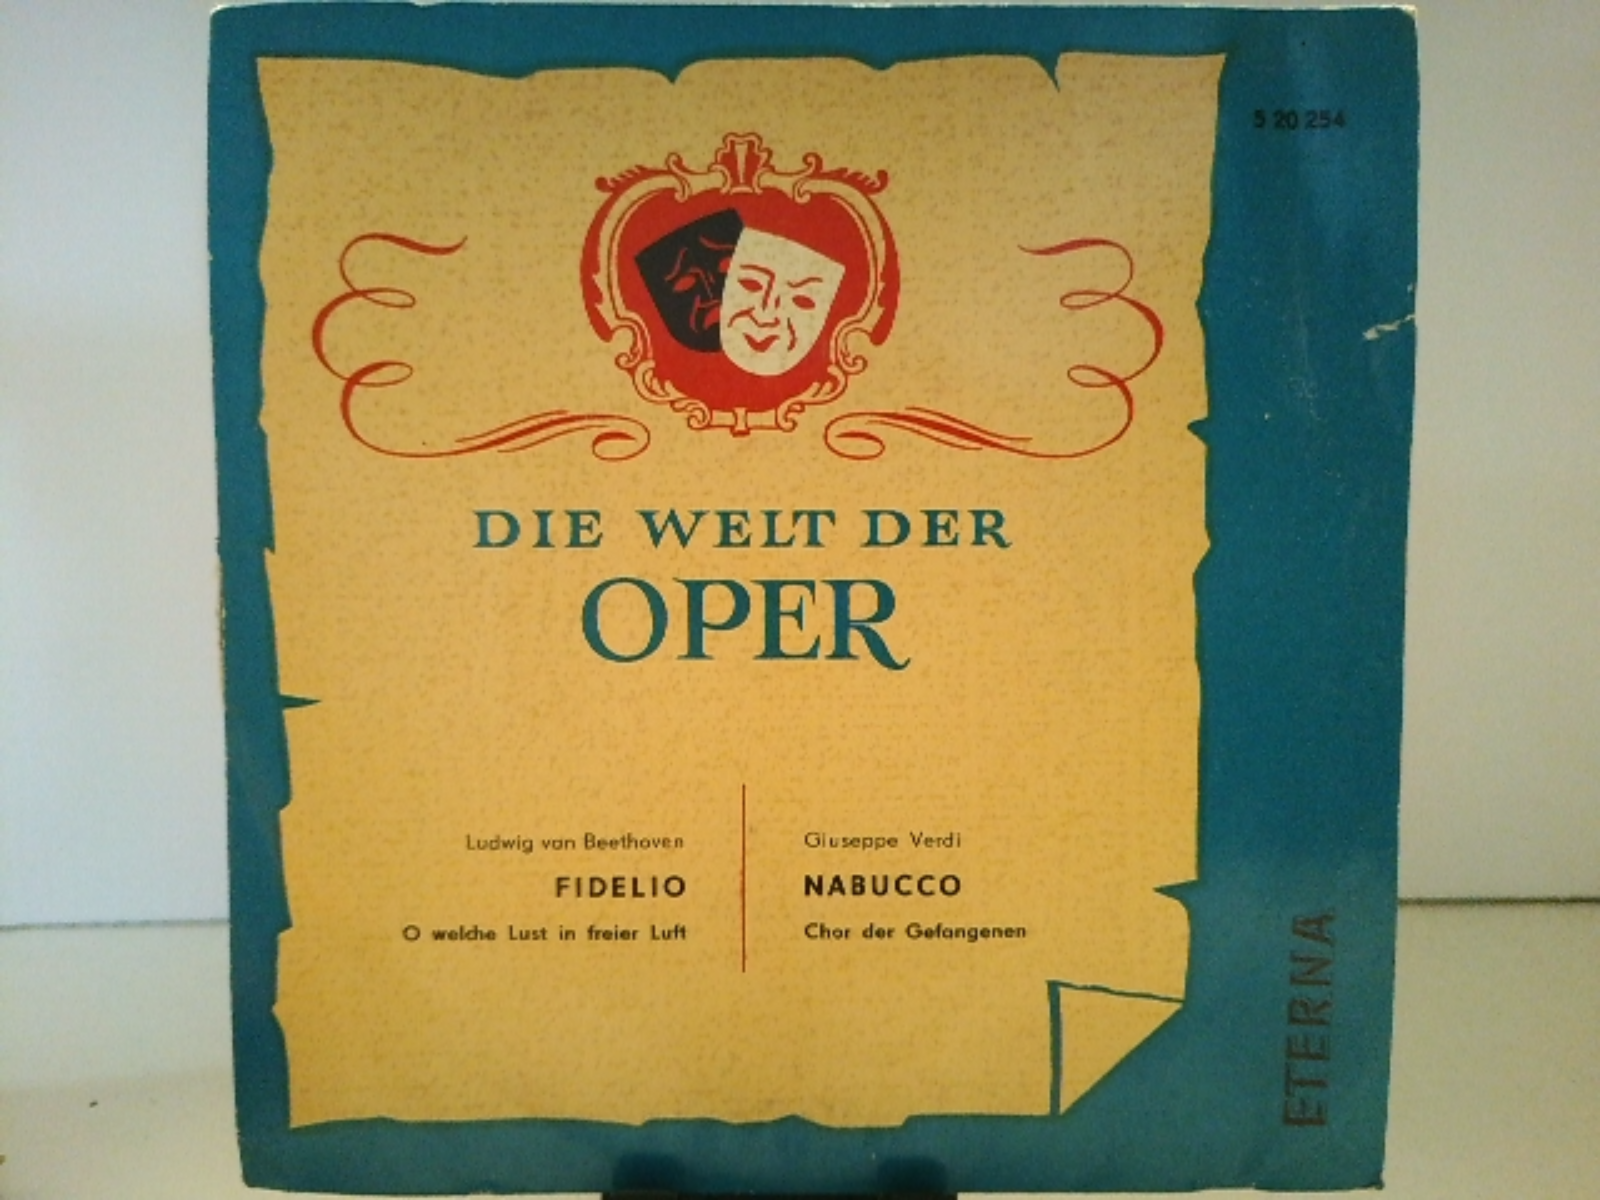 5 20 254
DIE WELT DER
OPER
Ludwig van Beethoven
FIDELIO
O welche Lust in freier Luft
Giuseppe Verdi
NABUCCO
Chor der Gefangenen
ETERNA